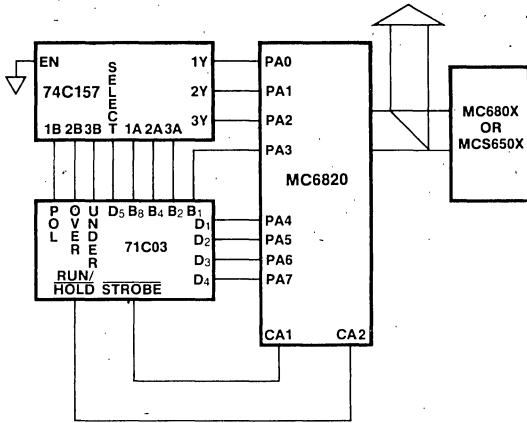 EN
74C157
SELECT
1Y
2Y
3Y
1B 2B 3B 1A 2A 3A
PA0
PA1
PA2
PA3
PA4
PA5
PA6
PA7
MC6820
CA1 CA2
MC680X
OR
MCS650X
POL
OVER
UNDER
D5 B8 B4 B2 B1
D1
D2
D3
D4
71C03
RUN/
HOLD STROBE